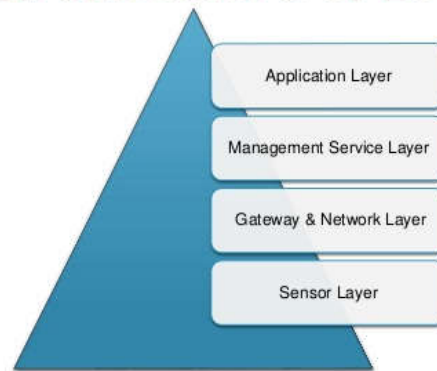 Application Layer
Management Service Layer
Gateway & Network Layer
Sensor Layer